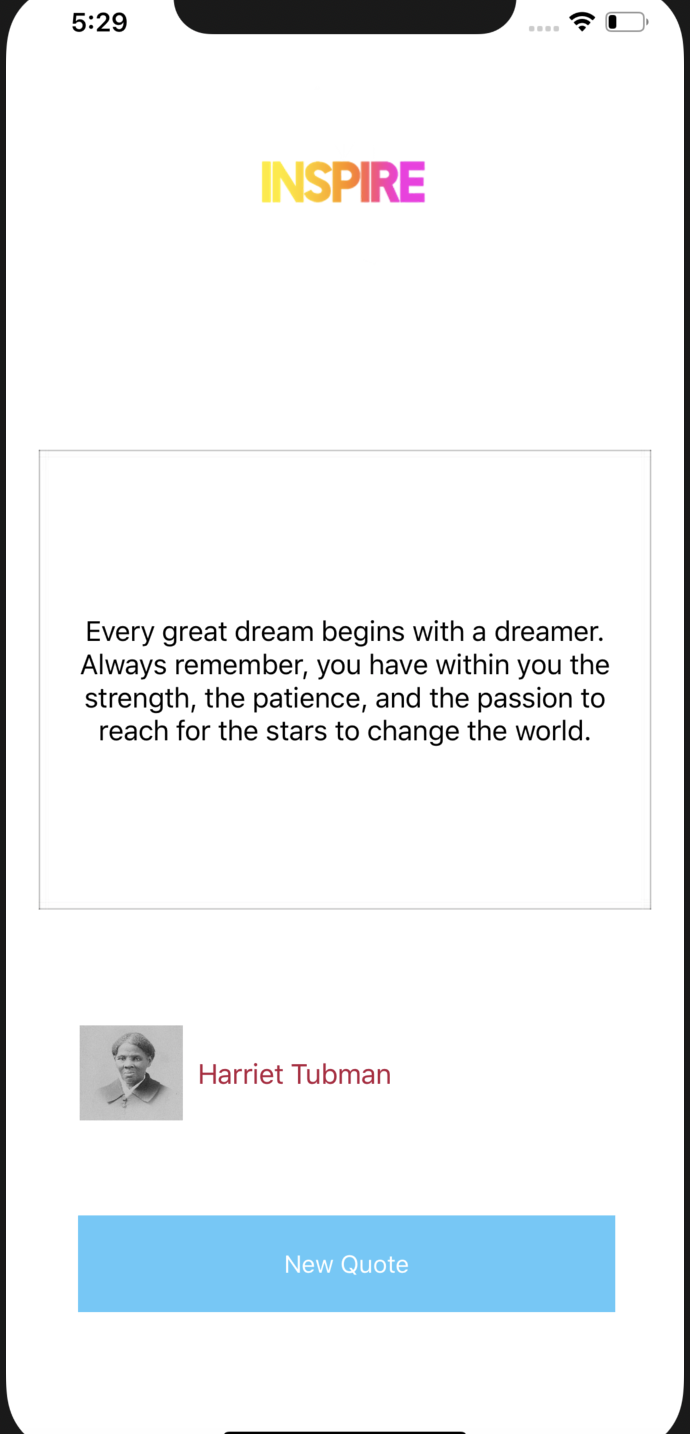 5:29
INSPIRE
Every great dream begins with a dreamer.
Always remember, you have within you the
strength, the patience, and the passion to
reach for the stars to change the world.
Harriet Tubman
New Quote